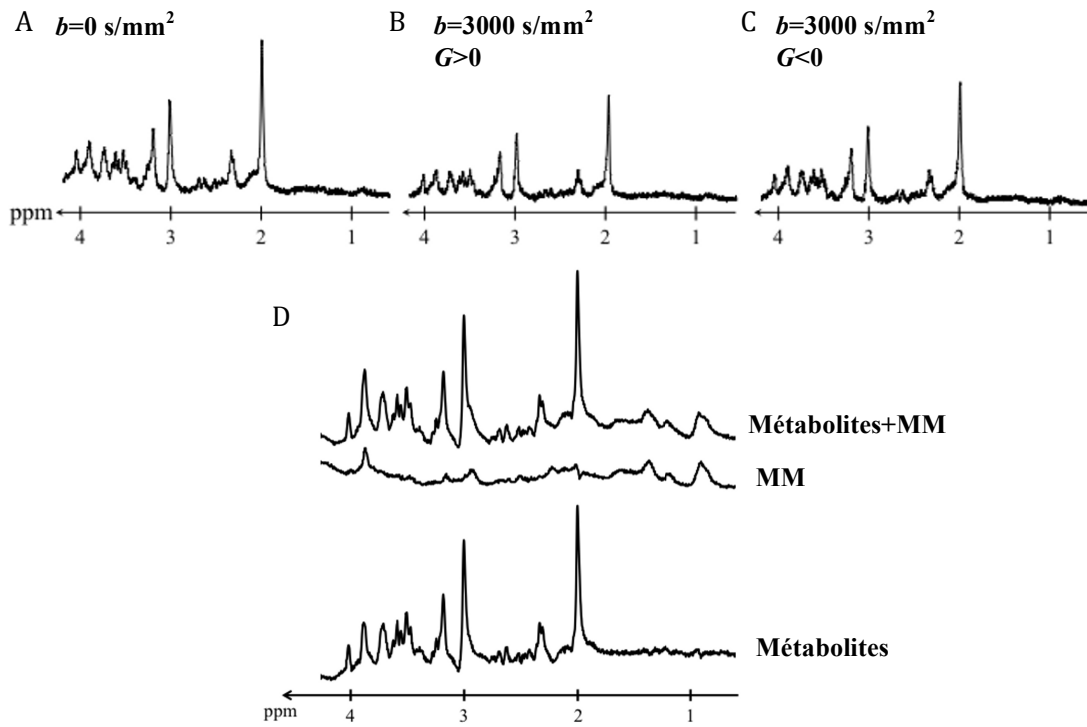 A b=0 s/mm²
B b=3000 s/mm²
G>0
C b=3000 s/mm²
G<0
ppm 4 3 2 1
4 3 2 1
4 3 2 1
D
Métabolites+MM
MM
Métabolites
ppm 4 3 2 1